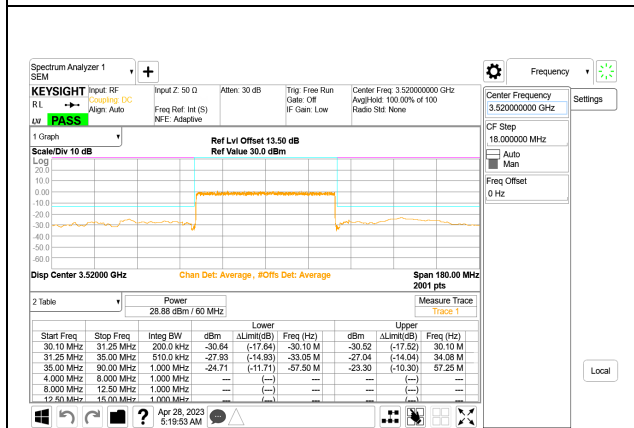 Spectrum Analyzer 1
SEM
+
Frequency
KEYSIGHT Input: RF Input Z: 50 Ω Atten: 30 dB Trig: Free Run Center Freq: 3.520000000 GHz
RL Coupling: DC Gate: Off Avg|Hold: 100.00% of 100
Align: Auto Freq Ref: Int (S) IF Gain: Low Radio Std: None
LXI PASS NFE: Adaptive
Center Frequency
3.520000000 GHz
Settings
CF Step
18.000000 MHz
Auto
Man
Freq Offset
0 Hz
1 Graph
Ref Lvl Offset 13.50 dB
Scale/Div 10 dB Ref Value 30.0 dBm
Log
20.0
10.0
0.00
-10.0
-20.0
-30.0
-40.0
-50.0
-60.0
Disp Center 3.52000 GHz Chan Det: Average, #Offs Det: Average Span 180.00 MHz
2001 pts
2 Table Power Measure Trace
28.88 dBm / 60 MHz Trace 1
Lower Upper
Start Freq Stop Freq Integ BW dBm ΔLimit(dB) Freq (Hz) dBm ΔLimit(dB) Freq (Hz)
30.10 MHz 31.25 MHz 200.0 kHz -30.64 (-17.64) -30.10 M -30.52 (-17.52) 30.10 M
31.25 MHz 35.00 MHz 510.0 kHz -27.93 (-14.93) -33.05 M -27.04 (-14.04) 34.08 M
35.00 MHz 90.00 MHz 1.000 MHz -24.71 (-11.71) -57.50 M -23.30 (-10.30) 57.25 M
4.000 MHz 8.000 MHz 1.000 MHz --- (---) --- --- (---) ---
8.000 MHz 12.50 MHz 1.000 MHz --- (---) --- --- (---) ---
12.50 MHz 15.00 MHz 1.000 MHz --- (---) --- --- (---) ---
Local
? Apr 28, 2023
5:19:53 AM